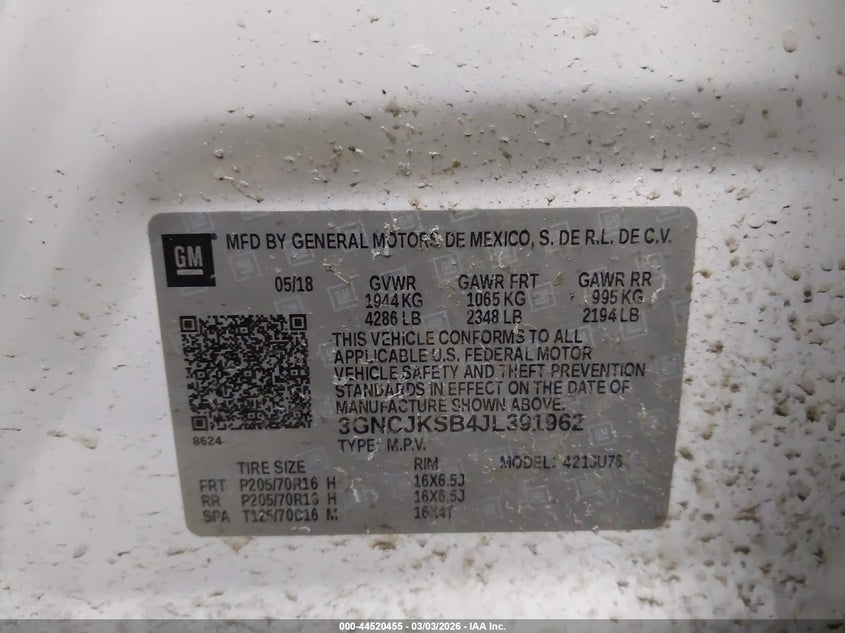 GM
MFD BY GENERAL MOTORS DE MEXICO, S. DE R.L. DE C.V.
05/18 GVWR GAWR FRT GAWR RR
1944 KG 1065 KG 995 KG
4286 LB 2348 LB 2194 LB
THIS VEHICLE CONFORMS TO ALL
APPLICABLE U.S. FEDERAL MOTOR
VEHICLE SAFETY AND THEFT PREVENTION
STANDARDS IN EFFECT ON THE DATE OF
MANUFACTURE SHOWN ABOVE.
3GNCJKSB4JL391962
6624
TYPE: M.P.V.
TIRE SIZE RIM MODEL:
FRT P205/70R16 H 16X6.5J
RR P205/70R16 H 16X6.5J
SPA T125/70D16 M
000-44520455 - 03/03/2026 - IAA Inc.